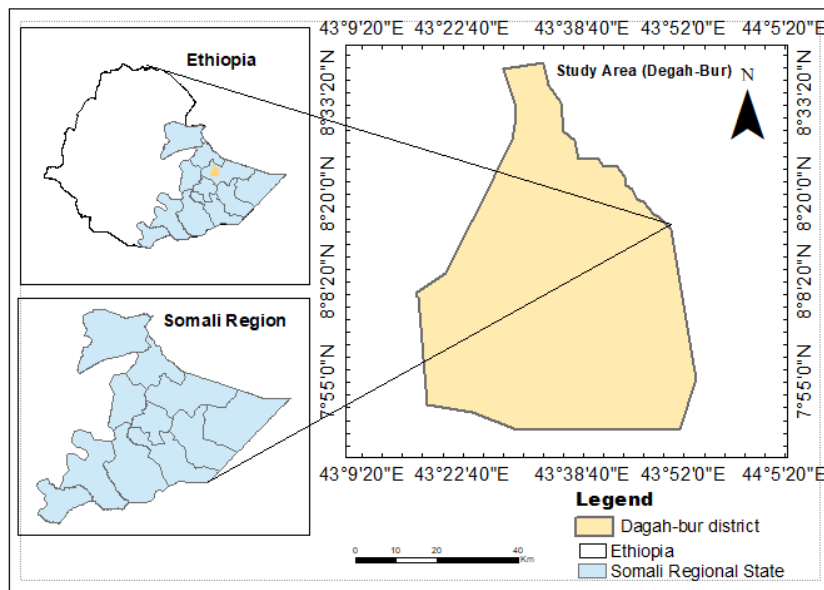 Ethiopia
Somali Region
43°9'20"E 43°22'40"E 43°38'40"E 43°52'0"E 44°5'20"E
Study Area (Degah-Bur)
N
8°33'20"N
8°20'0"N
8°8'20"N
7°55'0"N
8°33'20"N
8°20'0"N
8°8'20"N
7°55'0"N
43°9'20"E 43°22'40"E 43°38'40"E 43°52'0"E 44°5'20"E
Legend
Dagah-bur district
Ethiopia
Somali Regional State
0 10 20 40
Km